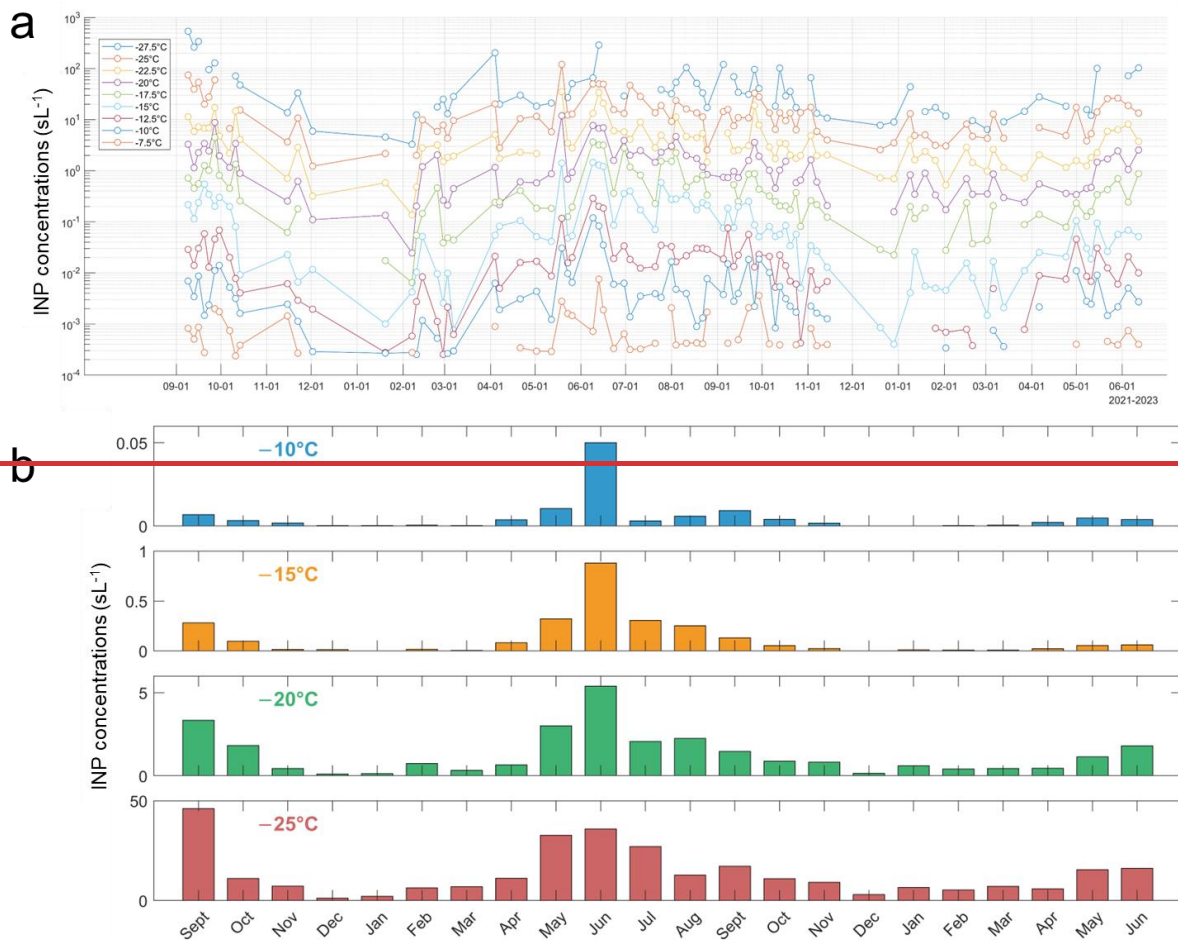 a
INP concentrations (sL⁻¹)
10³
10²
10¹
10⁰
10⁻¹
10⁻²
10⁻³
10⁻⁴
-27.5°C
-25°C
-22.5°C
-20°C
-17.5°C
-15°C
-12.5°C
-10°C
-7.5°C
09-01 10-01 11-01 12-01 01-01 02-01 03-01 04-01 05-01 06-01 07-01 08-01 09-01 10-01 11-01 12-01 01-01 02-01 03-01 04-01 05-01 06-01
2021-2023
b
INP concentrations (sL⁻¹)
−10°C
0.05
0
−15°C
1
0.5
0
−20°C
5
0
−25°C
50
0
Sept Oct Nov Dec Jan Feb Mar Apr May Jun Jul Aug Sept Oct Nov Dec Jan Feb Mar Apr May Jun